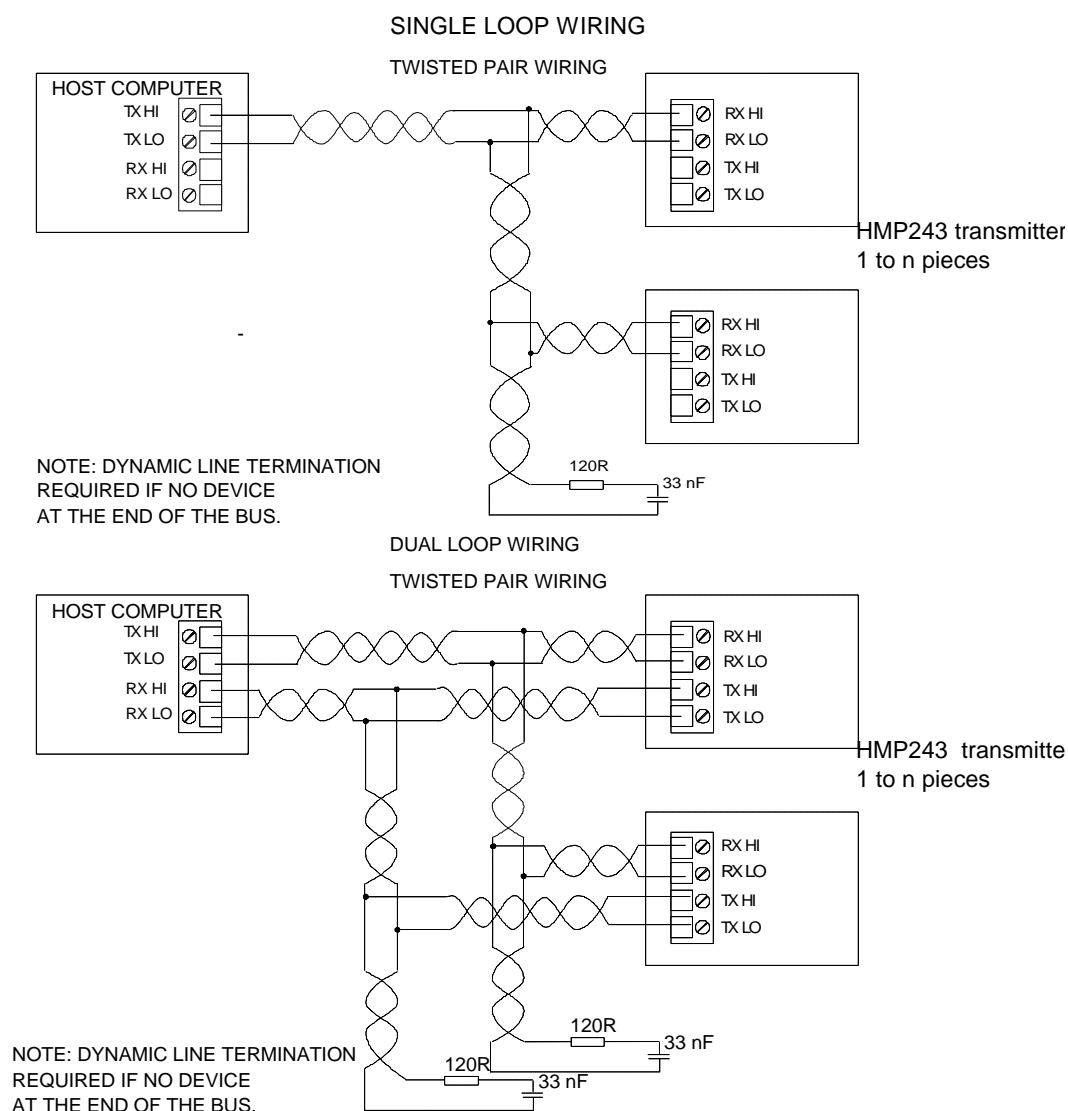 SINGLE LOOP WIRING
TWISTED PAIR WIRING
HOST COMPUTER
TX HI
TX LO
RX HI
RX LO
RX HI
RX LO
TX HI
TX LO
HMP243 transmitter
1 to n pieces
RX HI
RX LO
TX HI
TX LO
-
NOTE: DYNAMIC LINE TERMINATION
REQUIRED IF NO DEVICE
AT THE END OF THE BUS.
120R
33 nF
DUAL LOOP WIRING
TWISTED PAIR WIRING
HOST COMPUTER
TX HI
TX LO
RX HI
RX LO
RX HI
RX LO
TX HI
TX LO
HMP243 transmitte
1 to n pieces
RX HI
RX LO
TX HI
TX LO
120R
33 nF
120R
33 nF
NOTE: DYNAMIC LINE TERMINATION
REQUIRED IF NO DEVICE
AT THE END OF THE BUS.